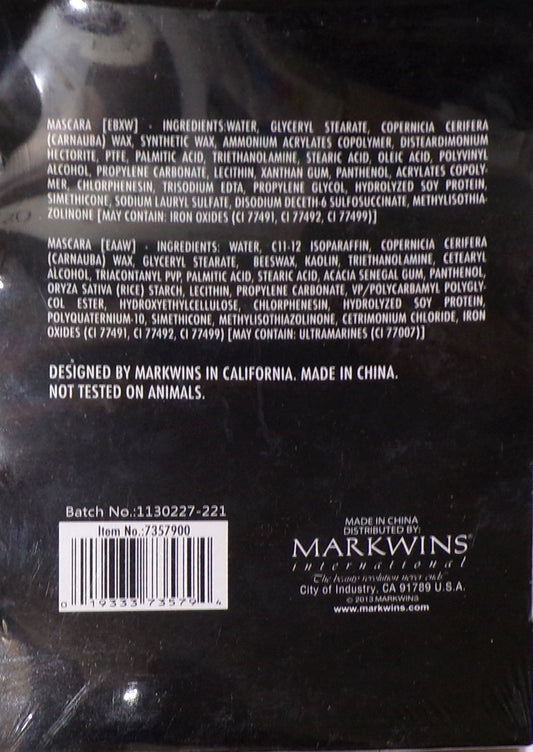 MASCARA [EBXW] - INGREDIENTS:WATER, GLYCERYL STEARATE, COPERNICIA CERIFERA
(CARNAUBA) WAX, SYNTHETIC WAX, AMMONIUM ACRYLATES COPOLYMER, DISTEARDIMONIUM
HECTORITE, PTFE, PALMITIC ACID, TRIETHANOLAMINE, STEARIC ACID, OLEIC ACID, POLYVINYL
ALCOHOL, PROPYLENE CARBONATE, LECITHIN, XANTHAN GUM, PANTHENOL, ACRYLATES COPOLY-
MER, CHLORPHENESIN, TRISODIUM EDTA, PROPYLENE GLYCOL, HYDROLYZED SOY PROTEIN,
SIMETHICONE, SODIUM LAURYL SULFATE, DISODIUM DECETH-6 SULFOSUCCINATE, METHYLISOTHIA-
ZOLINONE [MAY CONTAIN: IRON OXIDES (CI 77491, CI 77492, CI 77499)]
MASCARA [EAAW] - INGREDIENTS: WATER, C11-12 ISOPARAFFIN, COPERNICIA CERIFERA
(CARNAUBA) WAX, GLYCERYL STEARATE, BEESWAX, KAOLIN, TRIETHANOLAMINE, CETEARYL
ALCOHOL, TRIACONTANYL PVP, PALMITIC ACID, STEARIC ACID, ACACIA SENEGAL GUM, PANTHENOL,
ORYZA SATIVA (RICE) STARCH, LECITHIN, PROPYLENE CARBONATE, VP/POLYCARBAMYL POLYGLY-
COL ESTER, HYDROXYETHYLCELLULOSE, CHLORPHENESIN, HYDROLYZED SOY PROTEIN,
POLYQUATERNIUM-10, SIMETHICONE, METHYLISOTHIAZOLINONE, CETRIMONIUM CHLORIDE, IRON
OXIDES (CI 77491, CI 77492, CI 77499) [MAY CONTAIN: ULTRAMARINES (CI 77007)]
DESIGNED BY MARKWINS IN CALIFORNIA. MADE IN CHINA.
NOT TESTED ON ANIMALS.
Batch No.:1130227-221
Item No.:7357900
0 19333 73579 4
MADE IN CHINA
DISTRIBUTED BY:
MARKWINS®
international
The beauty revolution never ends
City of Industry, CA 91789 U.S.A.
© 2013 MARKWINS
www.markwins.com